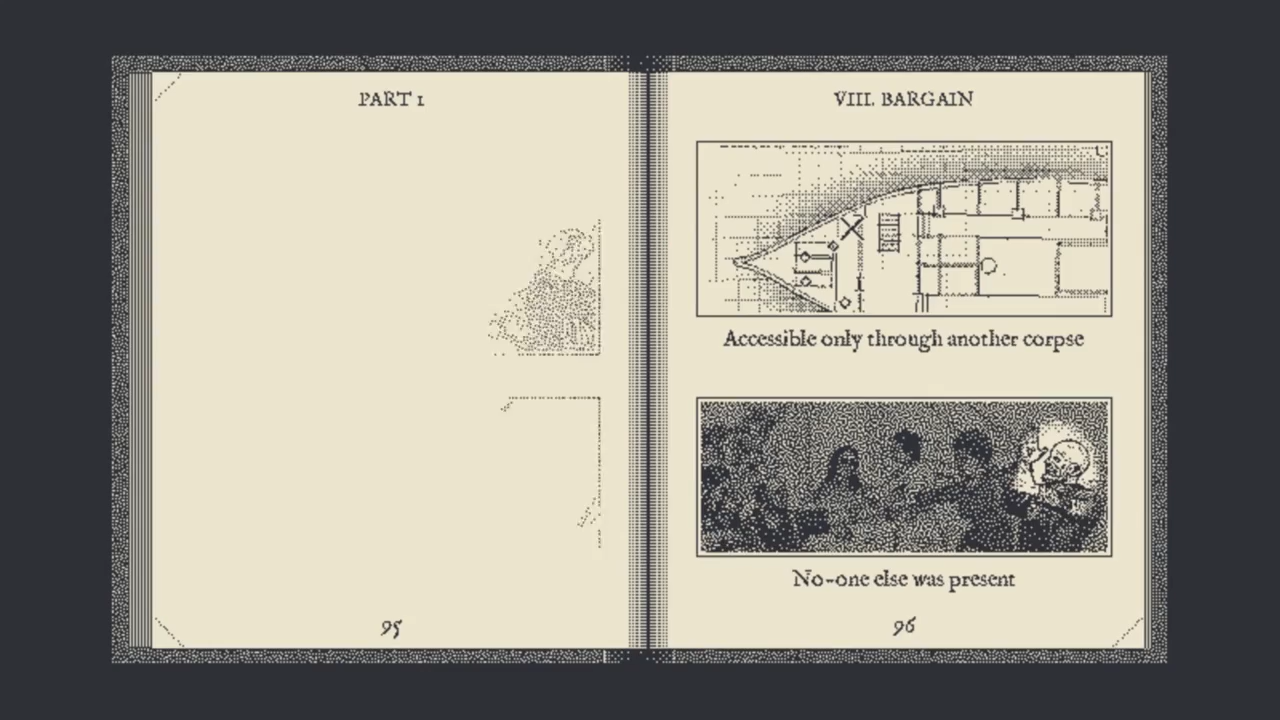 PART 1
95
VIII. BARGAIN
Accessible only through another corpse
No-one else was present
96